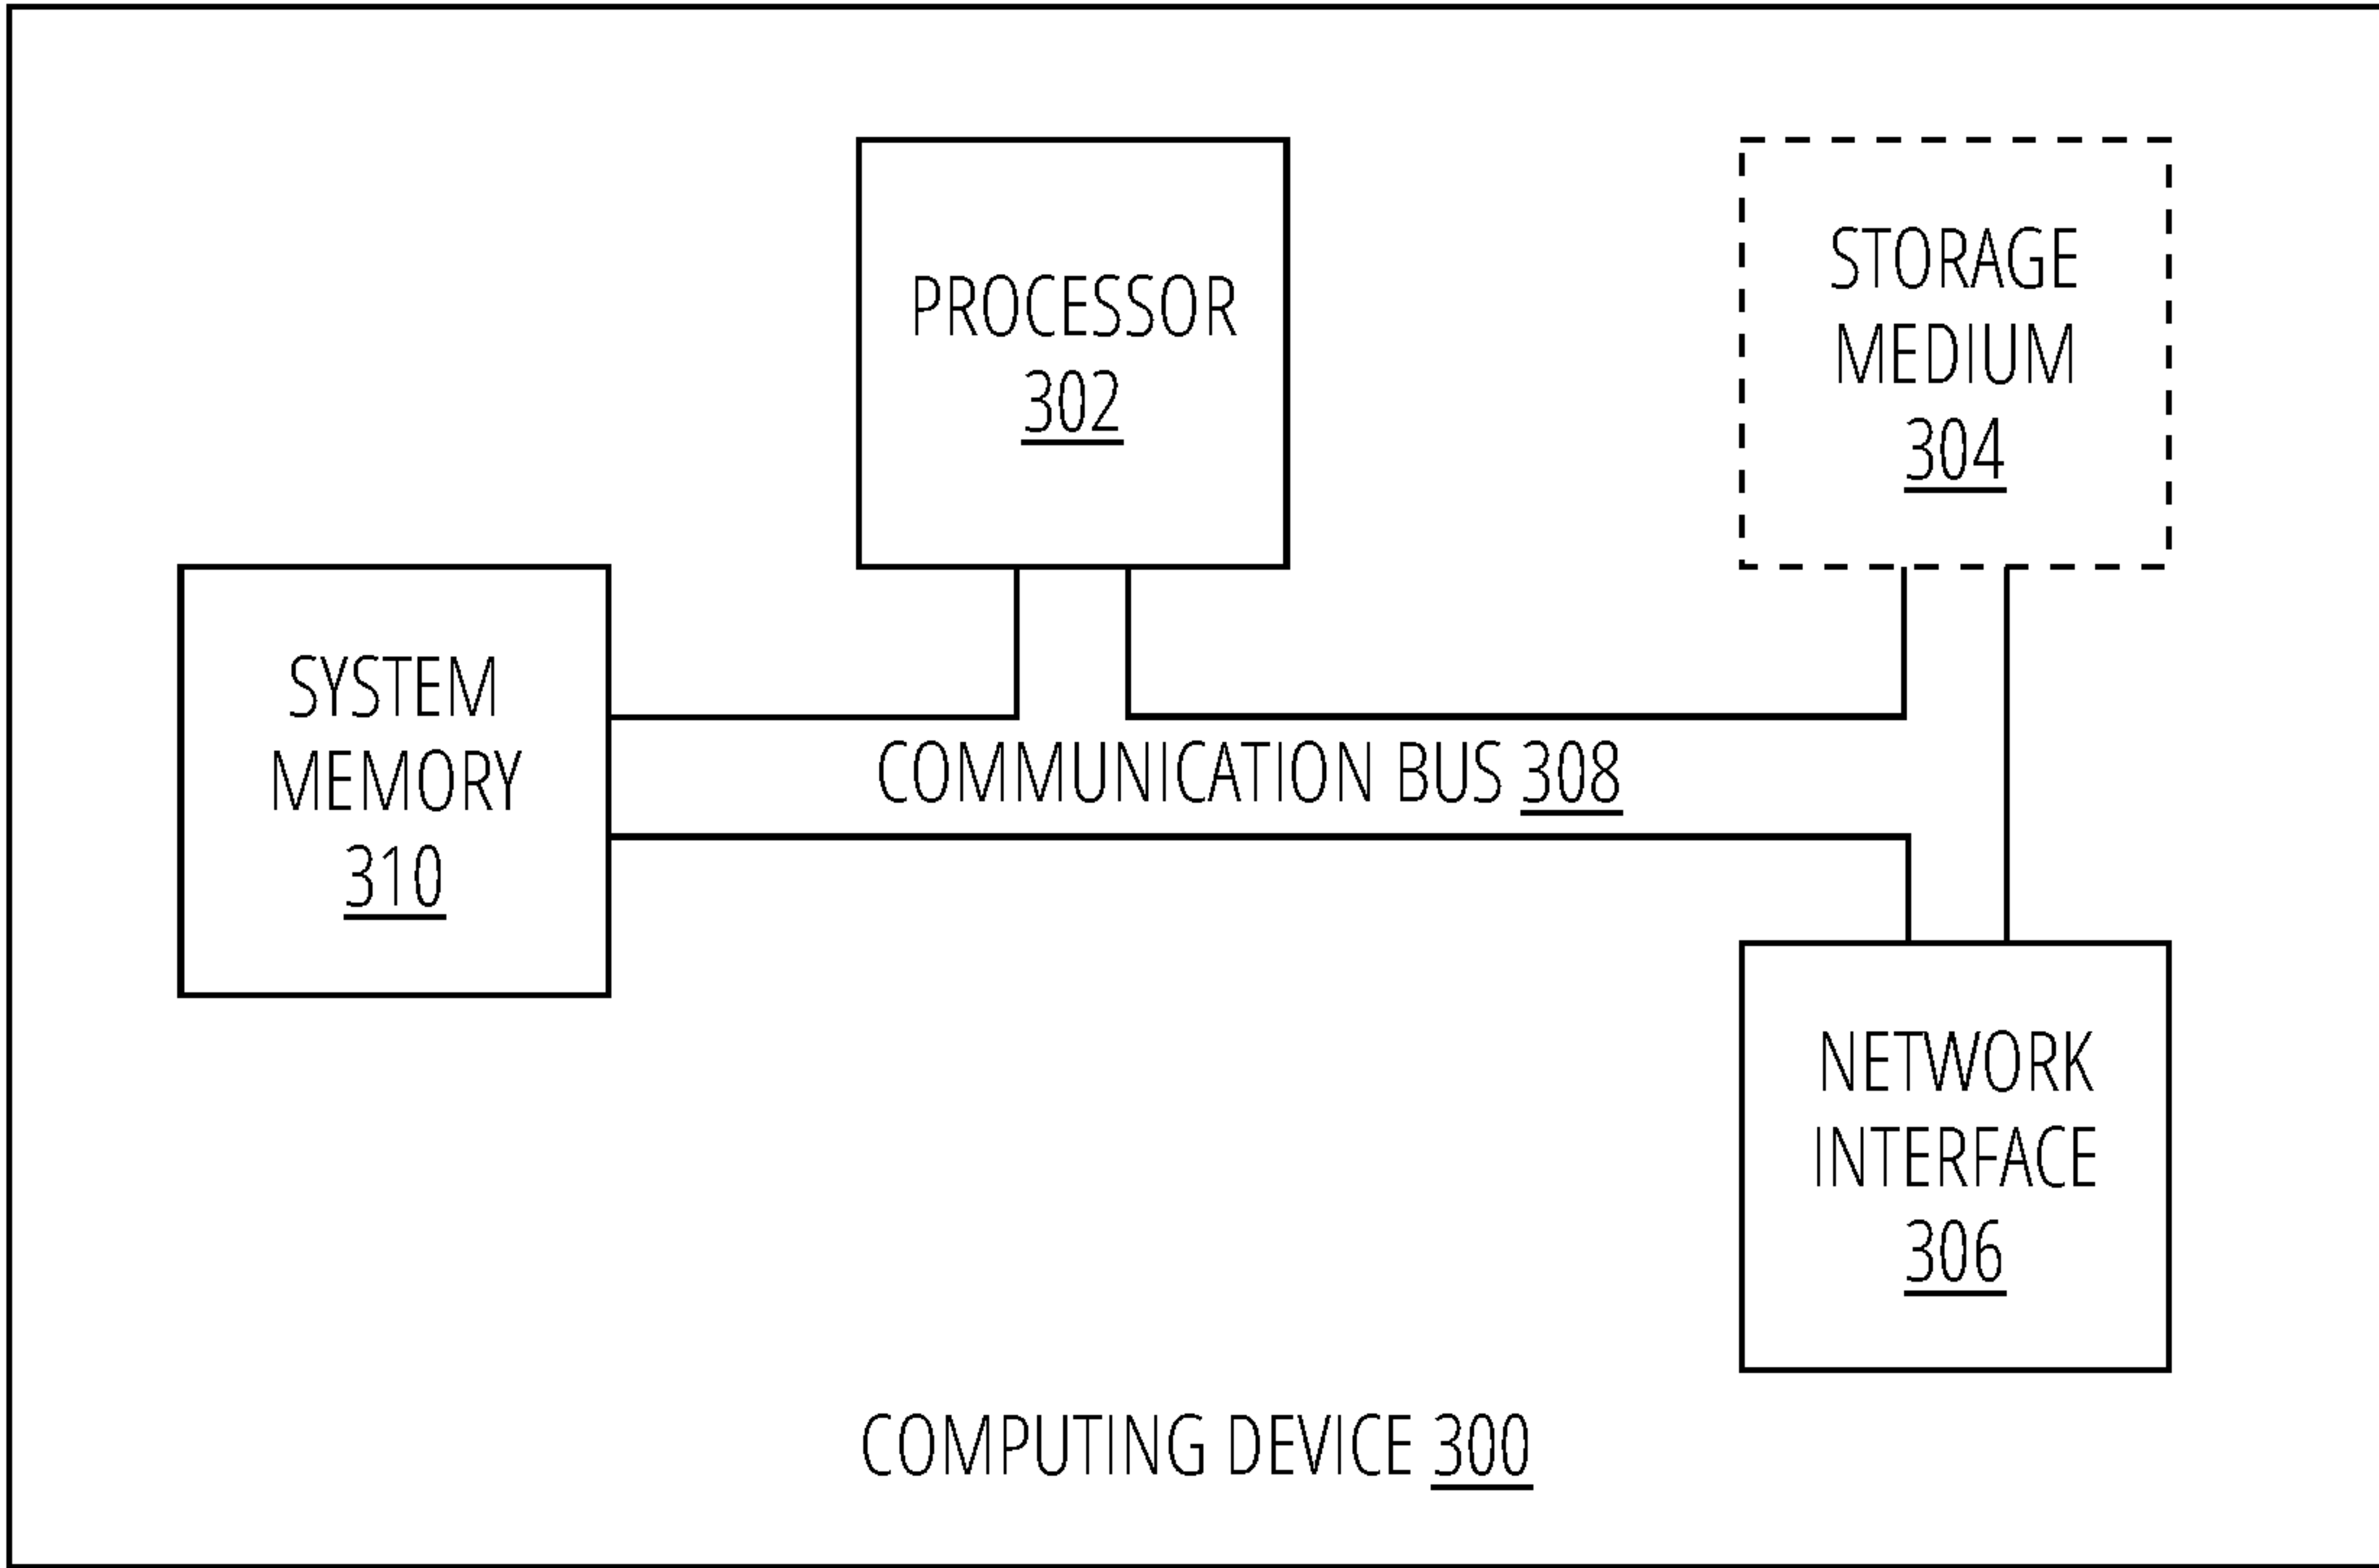 PROCESSOR
302
STORAGE
MEDIUM
304
SYSTEM
MEMORY
310
COMMUNICATION BUS 308
NETWORK
INTERFACE
306
COMPUTING DEVICE 300